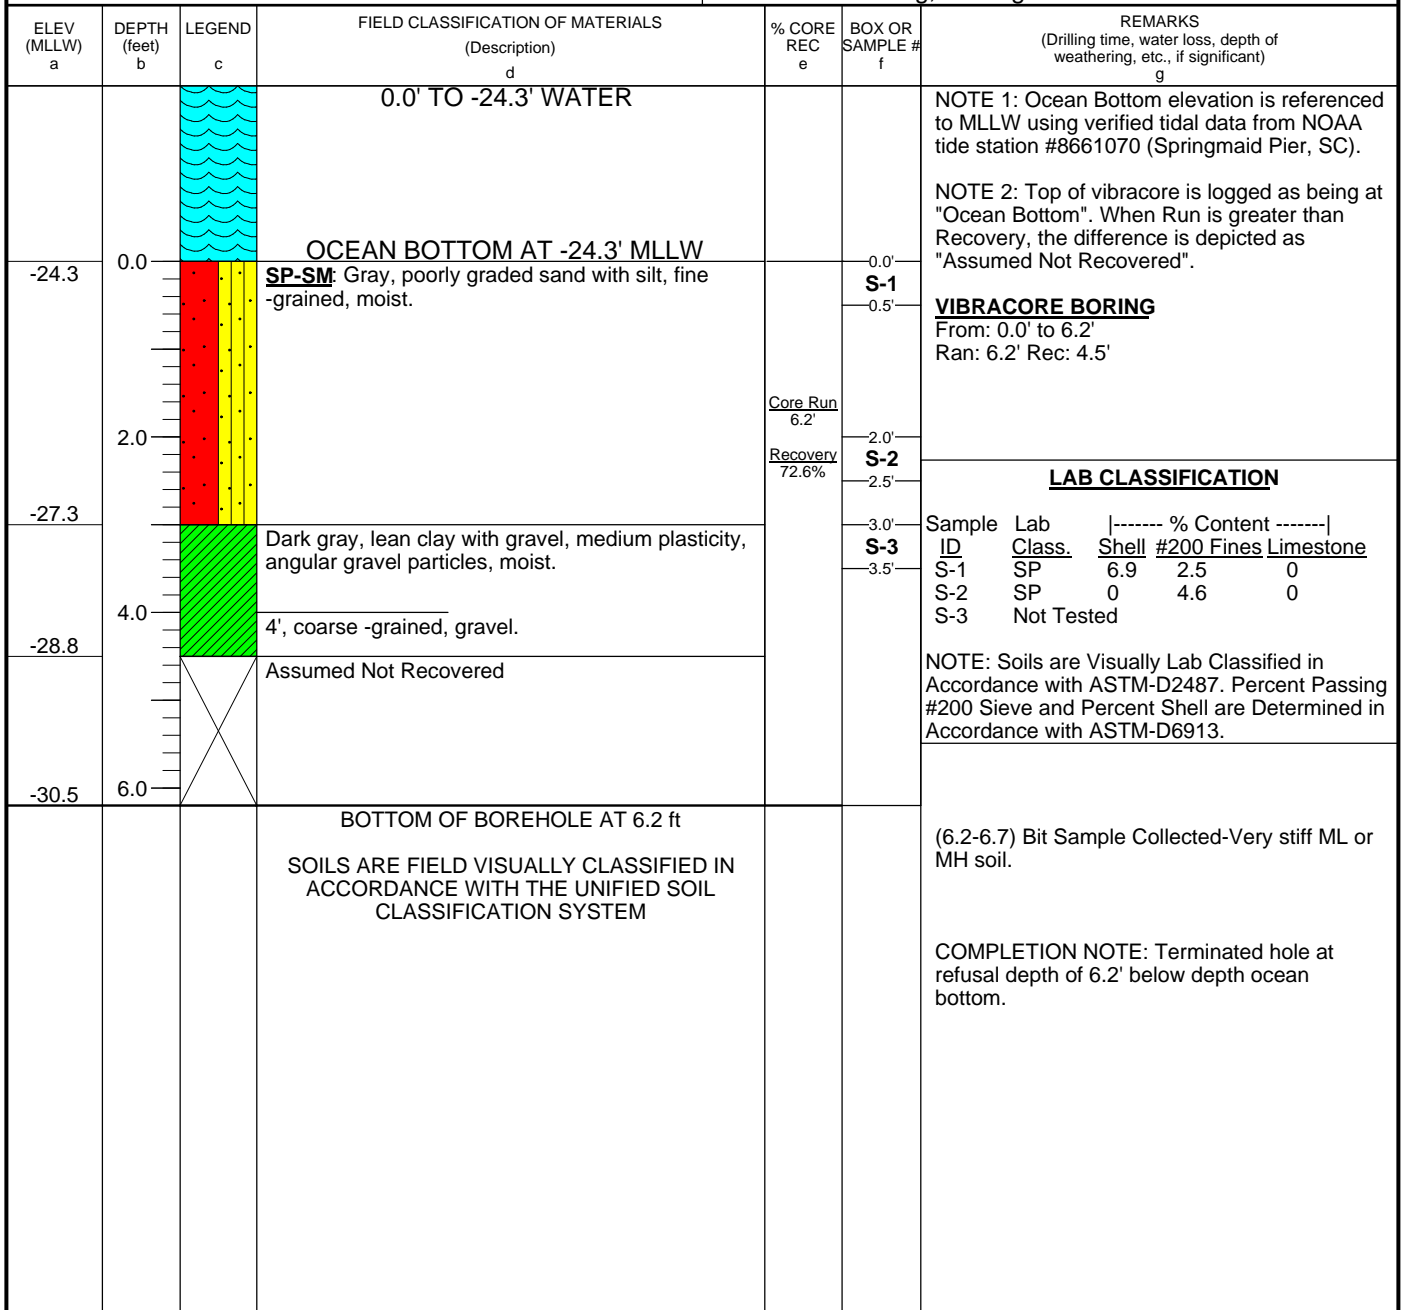 ELEV
(MLLW)
a
DEPTH
(feet)
b
LEGEND
c
FIELD CLASSIFICATION OF MATERIALS
(Description)
d
% CORE
REC
e
BOX OR
SAMPLE #
f
REMARKS
(Drilling time, water loss, depth of
weathering, etc., if significant)
g
0.0' TO -24.3' WATER
OCEAN BOTTOM AT -24.3' MLLW
-24.3
0.0
SP-SM: Gray, poorly graded sand with silt, fine
-grained, moist.
2.0
-27.3
Dark gray, lean clay with gravel, medium plasticity,
angular gravel particles, moist.
4.0
4', coarse -grained, gravel.
-28.8
Assumed Not Recovered
-30.5
6.0
BOTTOM OF BOREHOLE AT 6.2 ft
SOILS ARE FIELD VISUALLY CLASSIFIED IN
ACCORDANCE WITH THE UNIFIED SOIL
CLASSIFICATION SYSTEM
Core Run
6.2'
Recovery
72.6%
0.0'
S-1
0.5'
2.0'
S-2
2.5'
3.0'
S-3
3.5'
NOTE 1: Ocean Bottom elevation is referenced
to MLLW using verified tidal data from NOAA
tide station #8661070 (Springmaid Pier, SC).
NOTE 2: Top of vibracore is logged as being at
"Ocean Bottom". When Run is greater than
Recovery, the difference is depicted as
"Assumed Not Recovered".
VIBRACORE BORING
From: 0.0' to 6.2'
Ran: 6.2' Rec: 4.5'
LAB CLASSIFICATION
Sample Lab |------- % Content -------|
ID Class. Shell #200 Fines Limestone
S-1 SP 6.9 2.5 0
S-2 SP 0 4.6 0
S-3 Not Tested
NOTE: Soils are Visually Lab Classified in
Accordance with ASTM-D2487. Percent Passing
#200 Sieve and Percent Shell are Determined in
Accordance with ASTM-D6913.
(6.2-6.7) Bit Sample Collected-Very stiff ML or
MH soil.
COMPLETION NOTE: Terminated hole at
refusal depth of 6.2' below depth ocean
bottom.